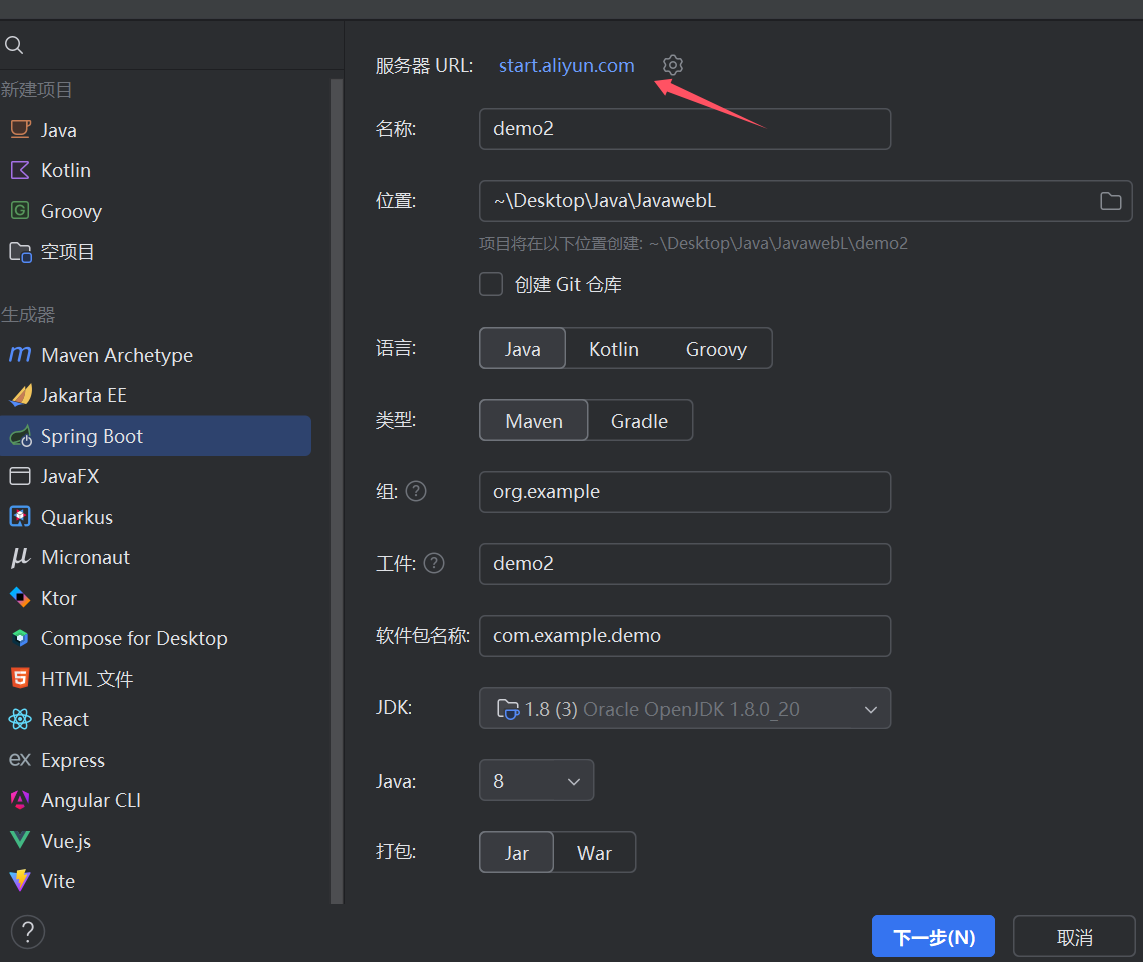 新建项目
Java
Kotlin
Groovy
空项目
生成器
Maven Archetype
Jakarta EE
Spring Boot
JavaFX
Quarkus
Micronaut
Ktor
Compose for Desktop
HTML 文件
React
ex Express
Angular CLI
Vue.js
Vite
?
服务器 URL: start.aliyun.com
名称: demo2
位置: ~\Desktop\Java\JavawebL
项目将在以下位置创建: ~\Desktop\Java\JavawebL\demo2
创建 Git 仓库
语言: Java Kotlin Groovy
类型: Maven Gradle
组: ? org.example
工件: ? demo2
软件包名称: com.example.demo
JDK: 1.8 (3) Oracle OpenJDK 1.8.0_20
Java: 8
打包: Jar War
下一步(N) 取消